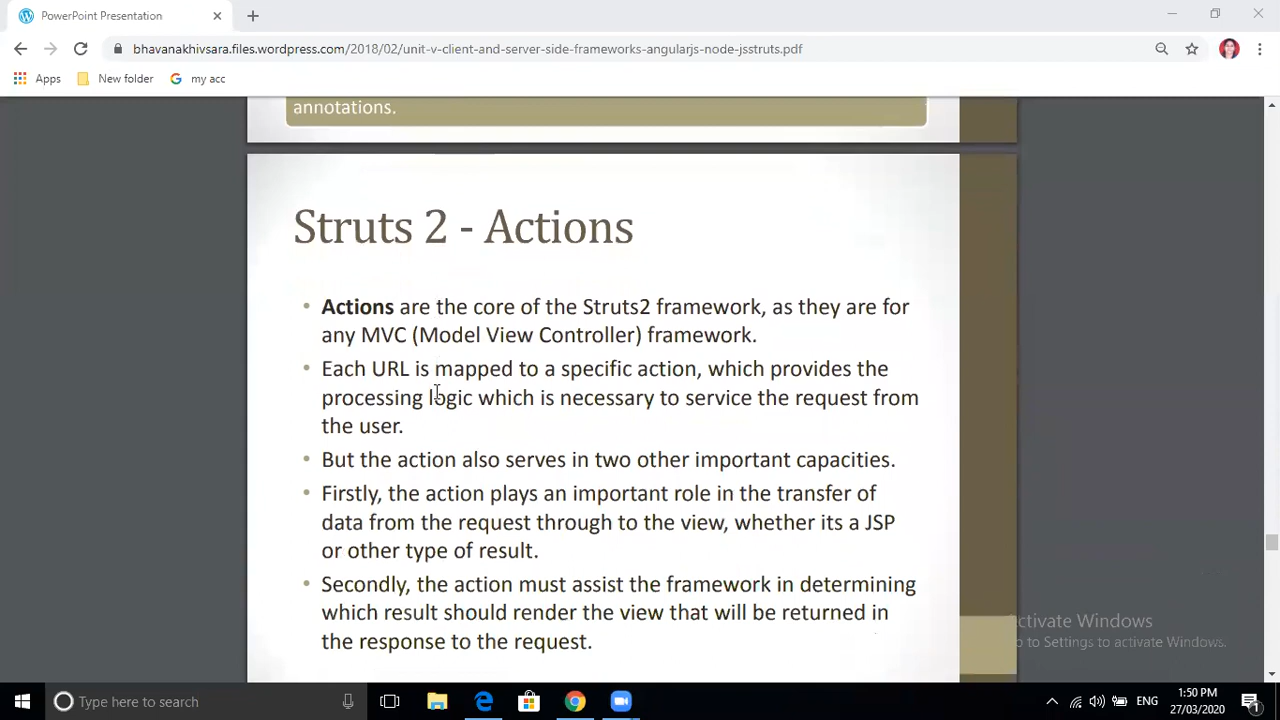 PowerPoint Presentation
bhavanakhivsara.files.wordpress.com/2018/02/unit-v-client-and-server-side-frameworks-angularjs-node-jsstruts.pdf
Apps New folder my acc
annotations.
Struts 2 - Actions
• Actions are the core of the Struts2 framework, as they are for
any MVC (Model View Controller) framework.
• Each URL is mapped to a specific action, which provides the
processing logic which is necessary to service the request from
the user.
• But the action also serves in two other important capacities.
• Firstly, the action plays an important role in the transfer of
data from the request through to the view, whether its a JSP
or other type of result.
• Secondly, the action must assist the framework in determining
which result should render the view that will be returned in
the response to the request.
Activate Windows
to Settings to activate Windows.
Type here to search
ENG
1:50 PM
27/03/2020